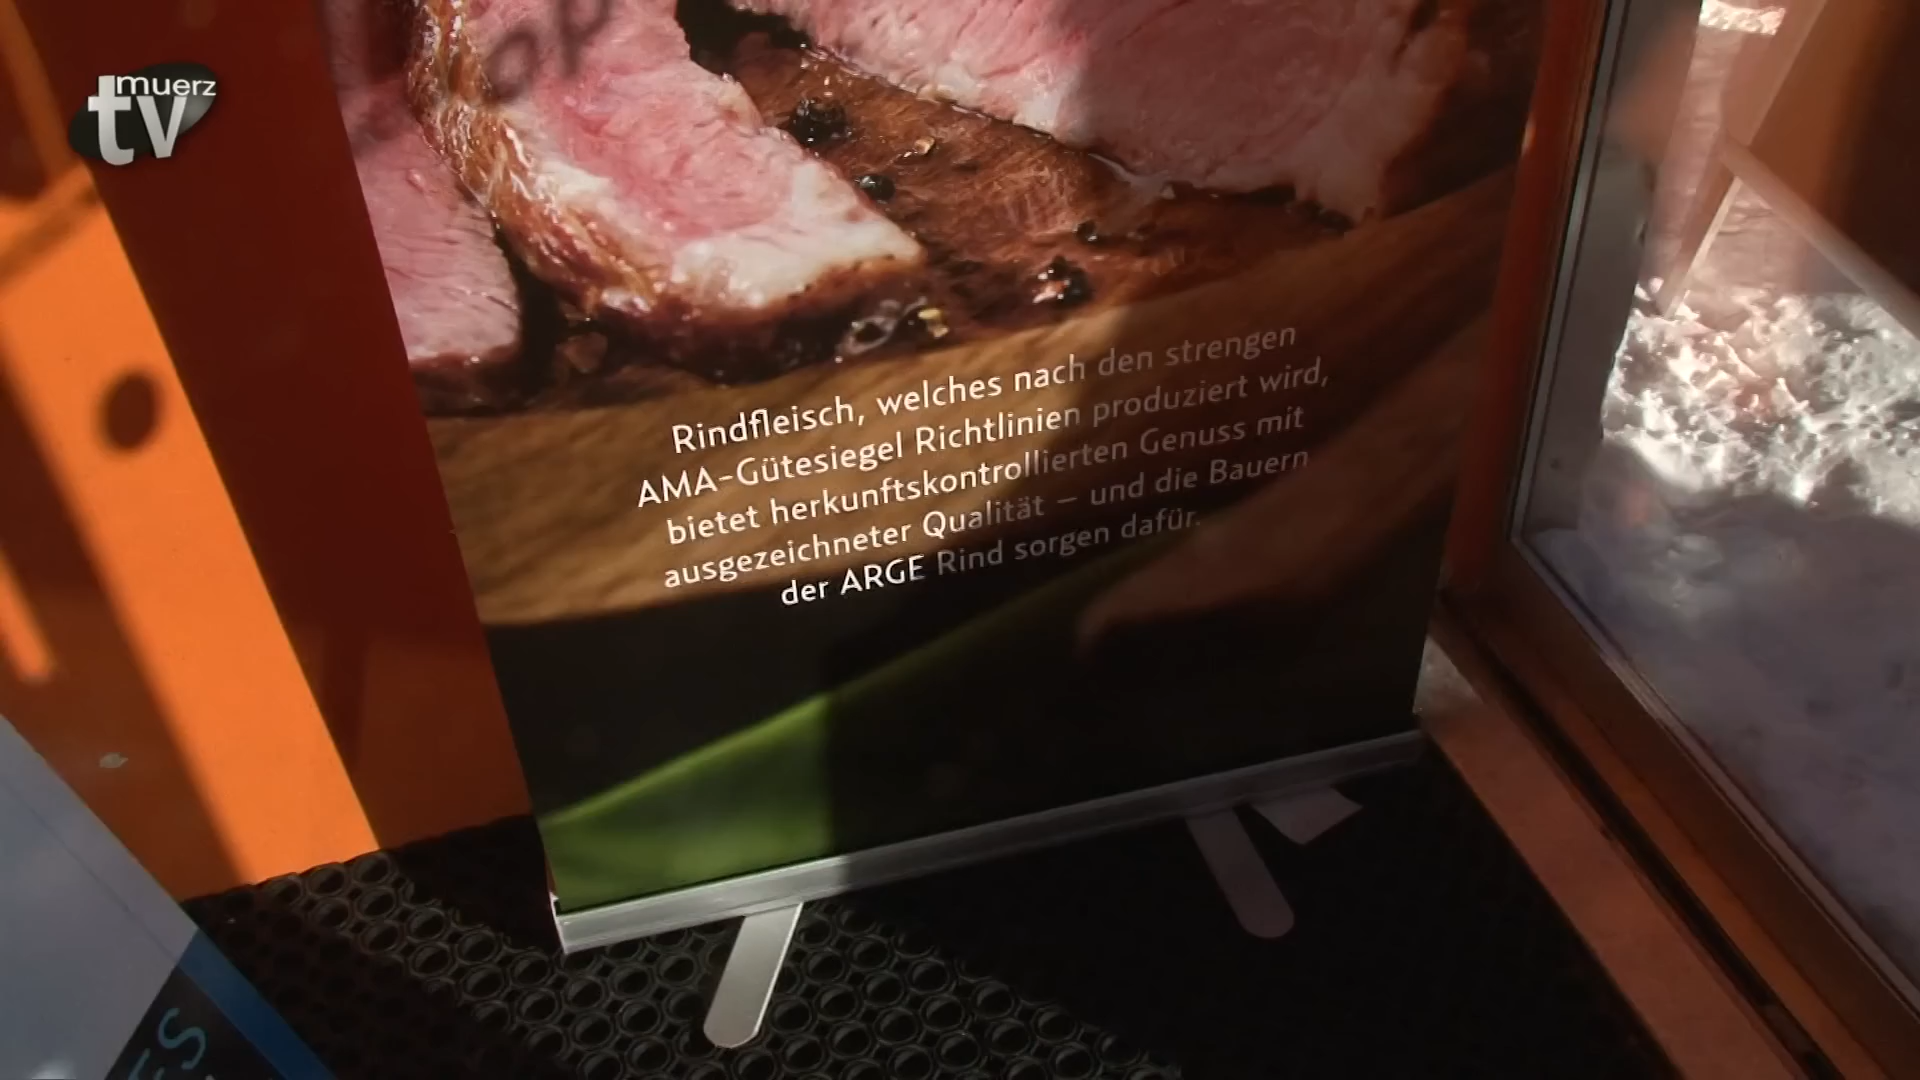 muerz
tv
Rindfleisch, welches nach den strengen
AMA-Gütesiegel Richtlinien produziert wird,
bietet herkunftskontrollierten Genuss mit
ausgezeichneter Qualität – und die Bauern
der ARGE Rind sorgen dafür.
ES